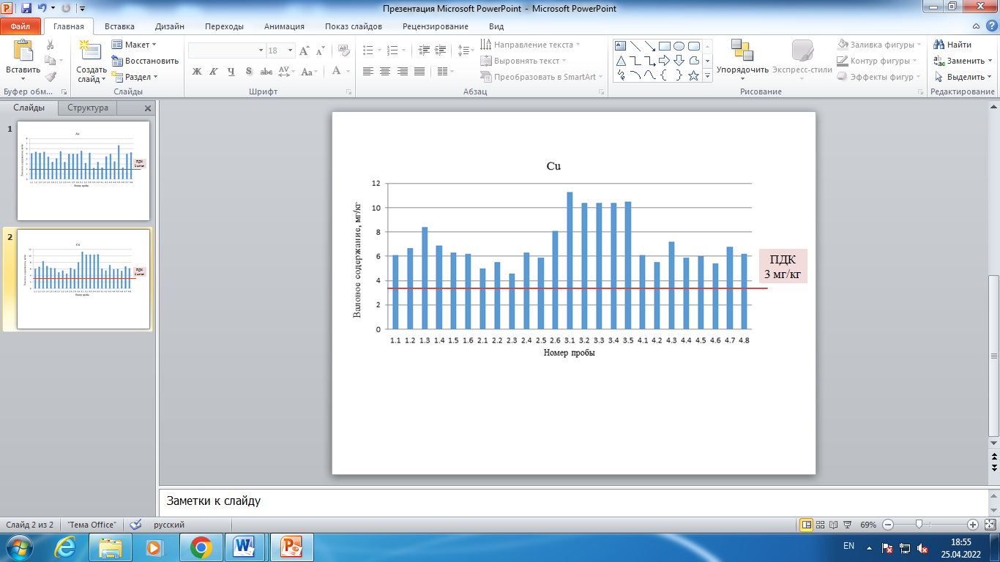 Презентация Microsoft PowerPoint - Microsoft PowerPoint
Файл Главная Вставка Дизайн Переходы Анимация Показ слайдов Рецензирование Вид
Вставить
Буфер обм...
Создать слайд
Макет
Восстановить
Раздел
Слайды
18
Ж К Ч S abc AV Aa А
Шрифт
Направление текста
Выровнять текст
Преобразовать в SmartArt
Абзац
Упорядочить
Экспресс-стили
Заливка фигуры
Контур фигуры
Эффекты фигур
Рисование
Найти
Заменить
Выделить
Редактирование
Слайды Структура
1
2
Cu
Валовое содержание, мг/кг
12
10
8
6
4
2
0
1.1 1.2 1.3 1.4 1.5 1.6 2.1 2.2 2.3 2.4 2.5 2.6 3.1 3.2 3.3 3.4 3.5 4.1 4.2 4.3 4.4 4.5 4.6 4.7 4.8
Номер пробы
ПДК
3 мг/кг
Заметки к слайду
Слайд 2 из 2 "Тема Office" русский 69%
EN
18:55
25.04.2022